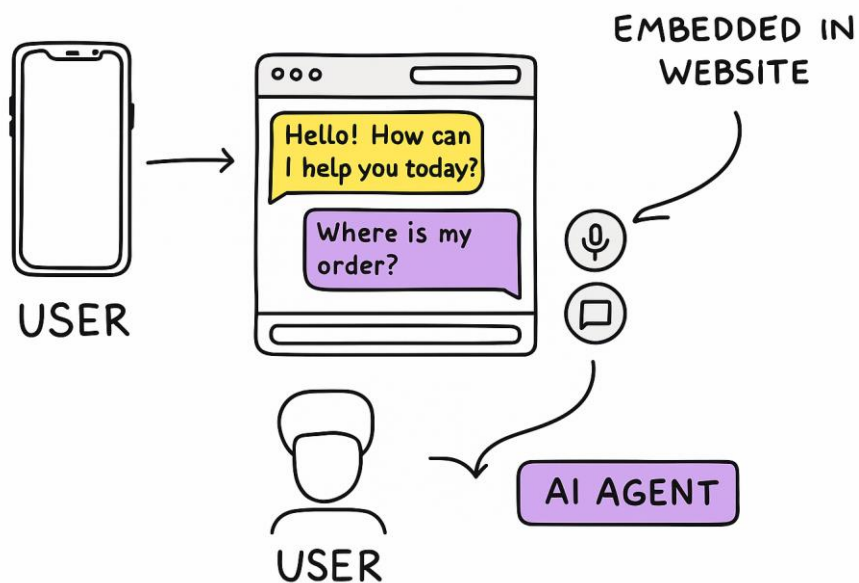 EMBEDDED IN
WEBSITE
Hello! How can
I help you today?
Where is my
order?
USER
AI AGENT
USER